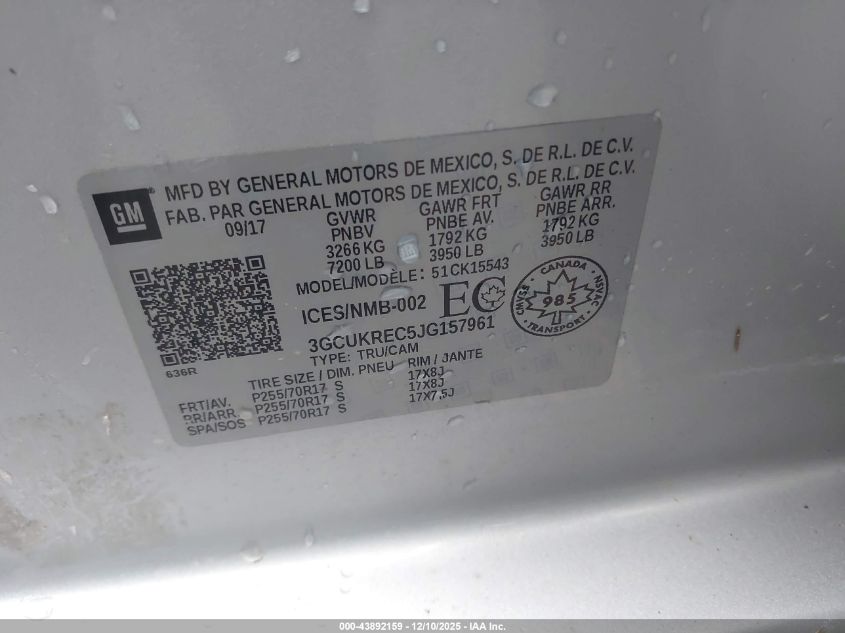 GM
MFD BY GENERAL MOTORS DE MEXICO, S. DE R.L. DE C.V.
FAB. PAR GENERAL MOTORS DE MEXICO, S. DE R.L. DE C.V.
09/17 GVWR GAWR FRT GAWR RR
PNBV PNBE AV. PNBE ARR.
3266 KG 1792 KG 1792 KG
7200 LB 3950 LB 3950 LB
MODEL/MODÈLE: 51CK15543
ICES/NMB-002 EC
CANADA
CMVSS 985 NSVAC
TRANSPORT
3GCUKREC5JG157961
TYPE: TRU/CAM
636R
TIRE SIZE / DIM. PNEU RIM / JANTE
FRT/AV. P255/70R17 S 17X8J
RR/ARR. P255/70R17 S 17X8J
SPA/SOS P255/70R17 S 17X7.5J
000-43892159 - 12/10/2025 - IAA Inc.